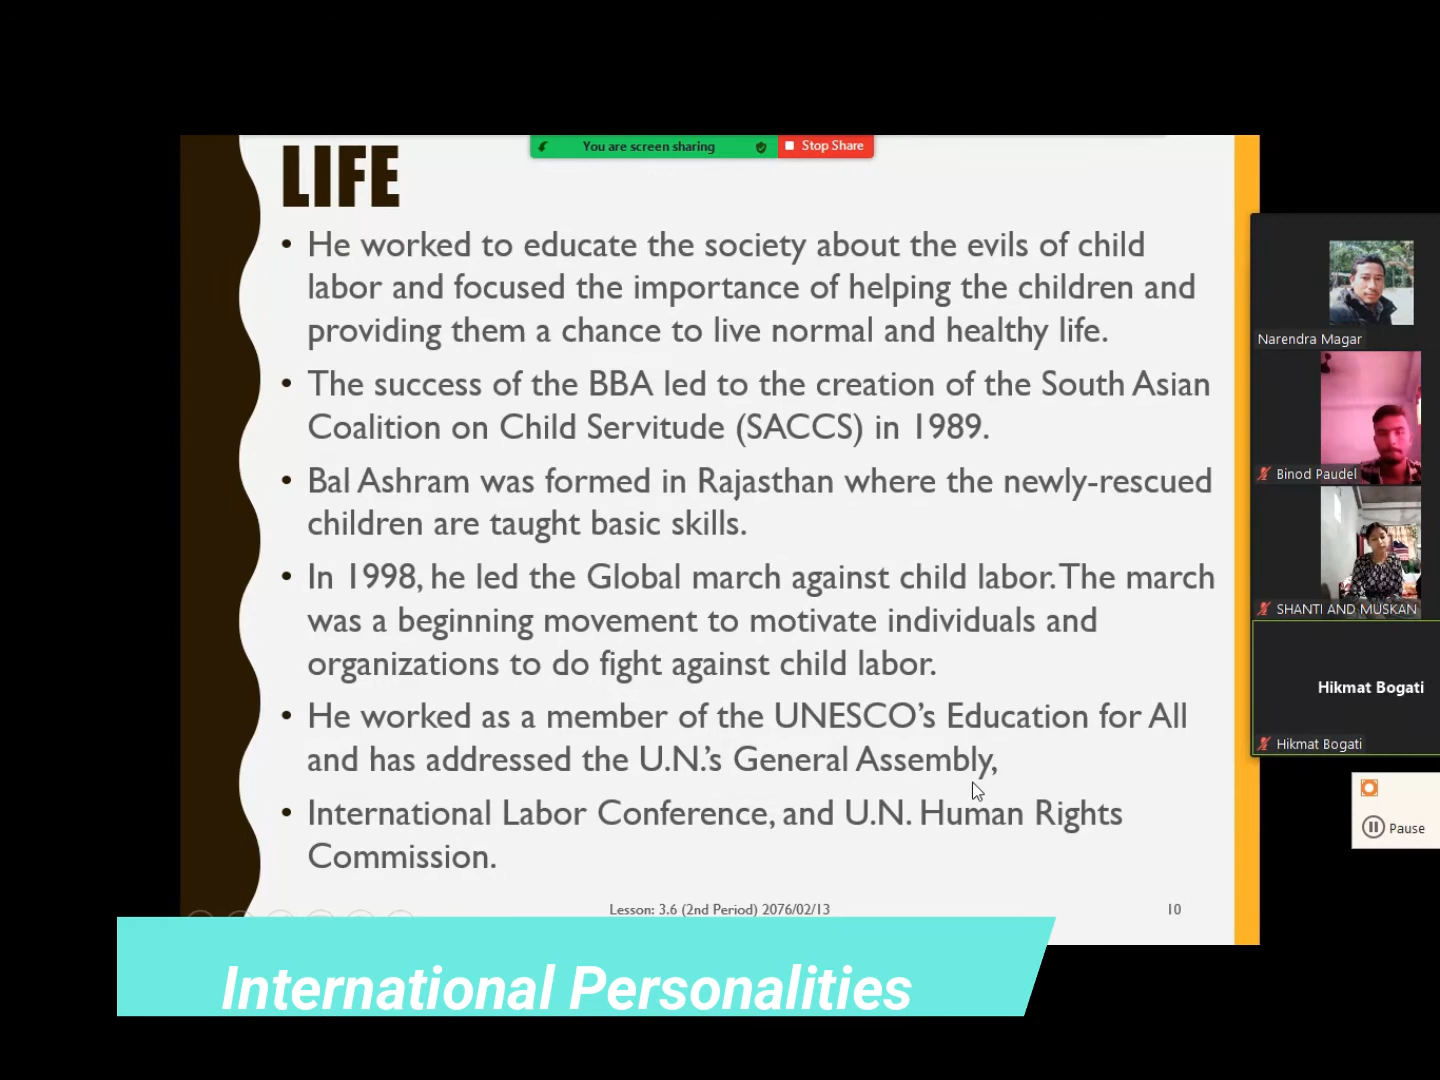 You are screen sharing
Stop Share
LIFE
• He worked to educate the society about the evils of child
labor and focused the importance of helping the children and
providing them a chance to live normal and healthy life.
• The success of the BBA led to the creation of the South Asian
Coalition on Child Servitude (SACCS) in 1989.
• Bal Ashram was formed in Rajasthan where the newly-rescued
children are taught basic skills.
• In 1998, he led the Global march against child labor. The march
was a beginning movement to motivate individuals and
organizations to do fight against child labor.
• He worked as a member of the UNESCO's Education for All
and has addressed the U.N.'s General Assembly,
• International Labor Conference, and U.N. Human Rights
Commission.
Lesson: 3.6 (2nd Period) 2076/02/13
10
International Personalities
Narendra Magar
Binod Paudel
SHANTI AND MUSKAN
Hikmat Bogati
Hikmat Bogati
Pause